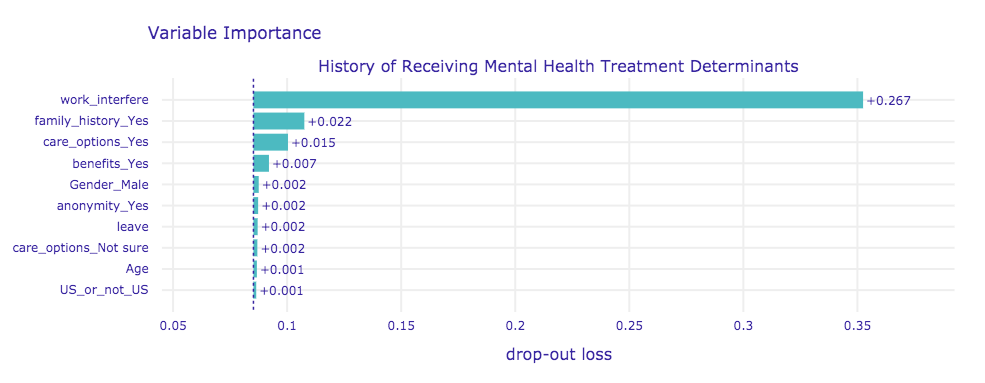 Variable Importance
History of Receiving Mental Health Treatment Determinants
work_interfere +0.267
family_history_Yes +0.022
care_options_Yes +0.015
benefits_Yes +0.007
Gender_Male +0.002
anonymity_Yes +0.002
leave +0.002
care_options_Not sure +0.002
Age +0.001
US_or_not_US +0.001
0.05 0.1 0.15 0.2 0.25 0.3 0.35
drop-out loss